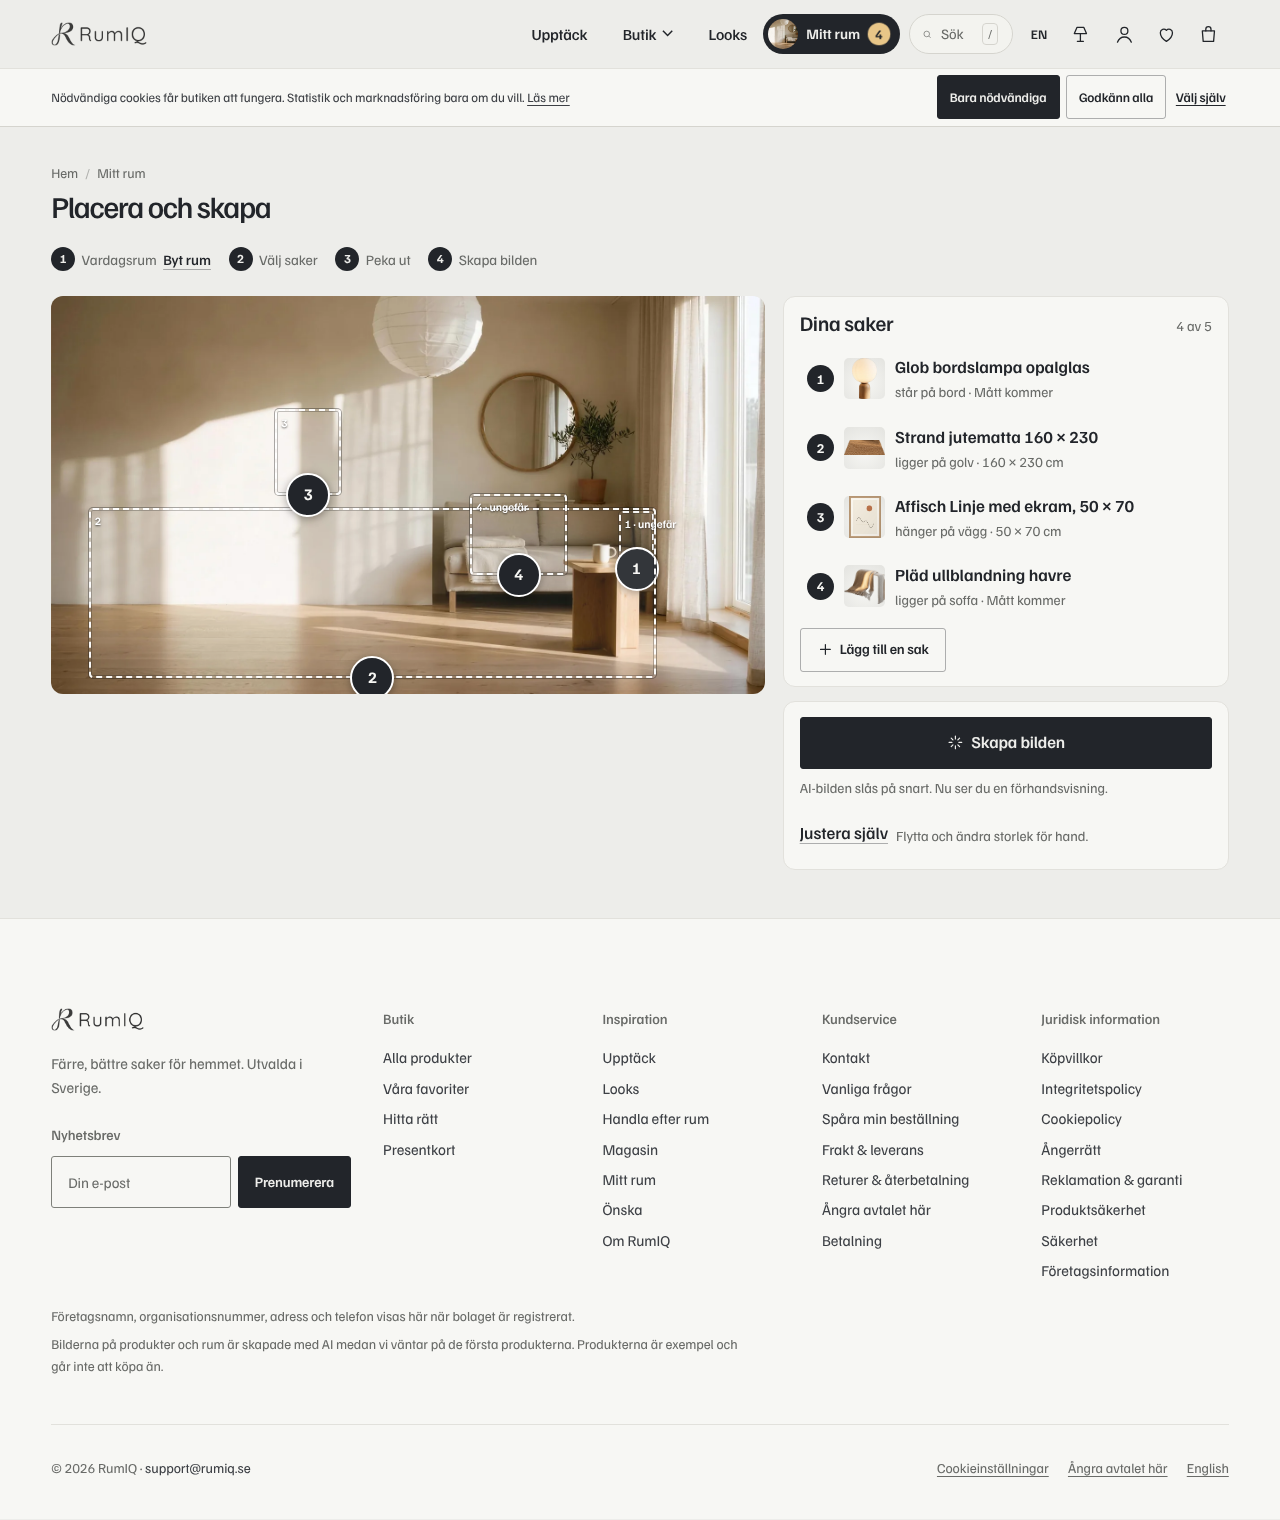 RumIQ
Upptäck
Butik
Looks
Mitt rum 4
Sök /
EN
Nödvändiga cookies får butiken att fungera. Statistik och marknadsföring bara om du vill. Läs mer
Bara nödvändiga
Godkänn alla
Välj själv
Hem / Mitt rum
Placera och skapa
1 Vardagsrum Byt rum 2 Välj saker 3 Peka ut 4 Skapa bilden
3
3
4 · ungefär
2
1 · ungefär
4
1
2
Dina saker
4 av 5
1
Glob bordslampa opalglas
står på bord · Mått kommer
2
Strand jutematta 160 × 230
ligger på golv · 160 × 230 cm
3
Affisch Linje med ekram, 50 × 70
hänger på vägg · 50 × 70 cm
4
Pläd ullblandning havre
ligger på soffa · Mått kommer
Lägg till en sak
Skapa bilden
AI-bilden slås på snart. Nu ser du en förhandsvisning.
Justera själv Flytta och ändra storlek för hand.
RumIQ
Färre, bättre saker för hemmet. Utvalda i
Sverige.
Nyhetsbrev
Din e-post
Prenumerera
Butik
Alla produkter
Våra favoriter
Hitta rätt
Presentkort
Inspiration
Upptäck
Looks
Handla efter rum
Magasin
Mitt rum
Önska
Om RumIQ
Kundservice
Kontakt
Vanliga frågor
Spåra min beställning
Frakt & leverans
Returer & återbetalning
Ångra avtalet här
Betalning
Juridisk information
Köpvillkor
Integritetspolicy
Cookiepolicy
Ångerrätt
Reklamation & garanti
Produktsäkerhet
Säkerhet
Företagsinformation
Företagsnamn, organisationsnummer, adress och telefon visas här när bolaget är registrerat.
Bilderna på produkter och rum är skapade med AI medan vi väntar på de första produkterna. Produkterna är exempel och
går inte att köpa än.
© 2026 RumIQ · support@rumiq.se
Cookieinställningar
Ångra avtalet här
English